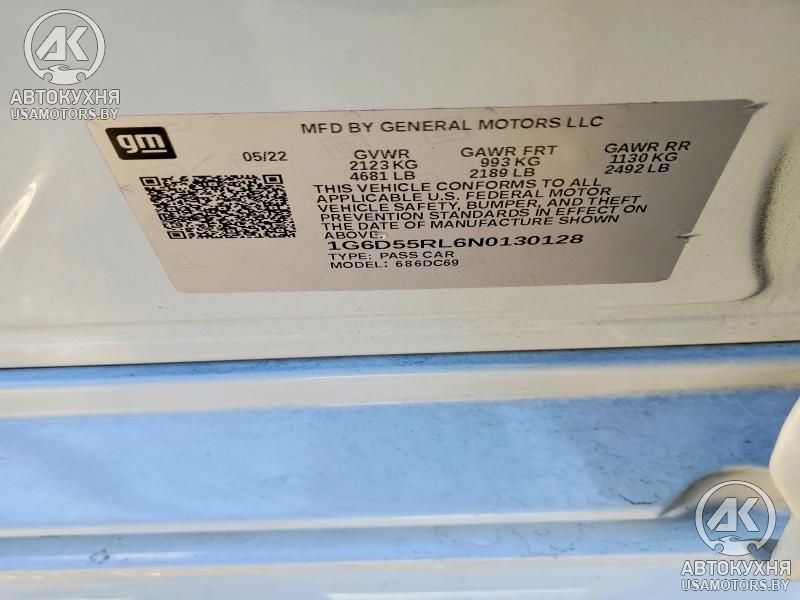 АК
АВТОКУХНЯ
USAMOTORS.BY
gm
MFD BY GENERAL MOTORS LLC
05/22
GVWR
2123 KG
4681 LB
GAWR FRT
993 KG
2189 LB
GAWR RR
1130 KG
2492 LB
THIS VEHICLE CONFORMS TO ALL
APPLICABLE U.S. FEDERAL MOTOR
VEHICLE SAFETY, BUMPER, AND THEFT
PREVENTION STANDARDS IN EFFECT ON
THE DATE OF MANUFACTURE SHOWN
ABOVE.
1G6D55RL6N0130128
TYPE: PASS CAR
MODEL: 686DC69
АК
АВТОКУХНЯ
USAMOTORS.BY